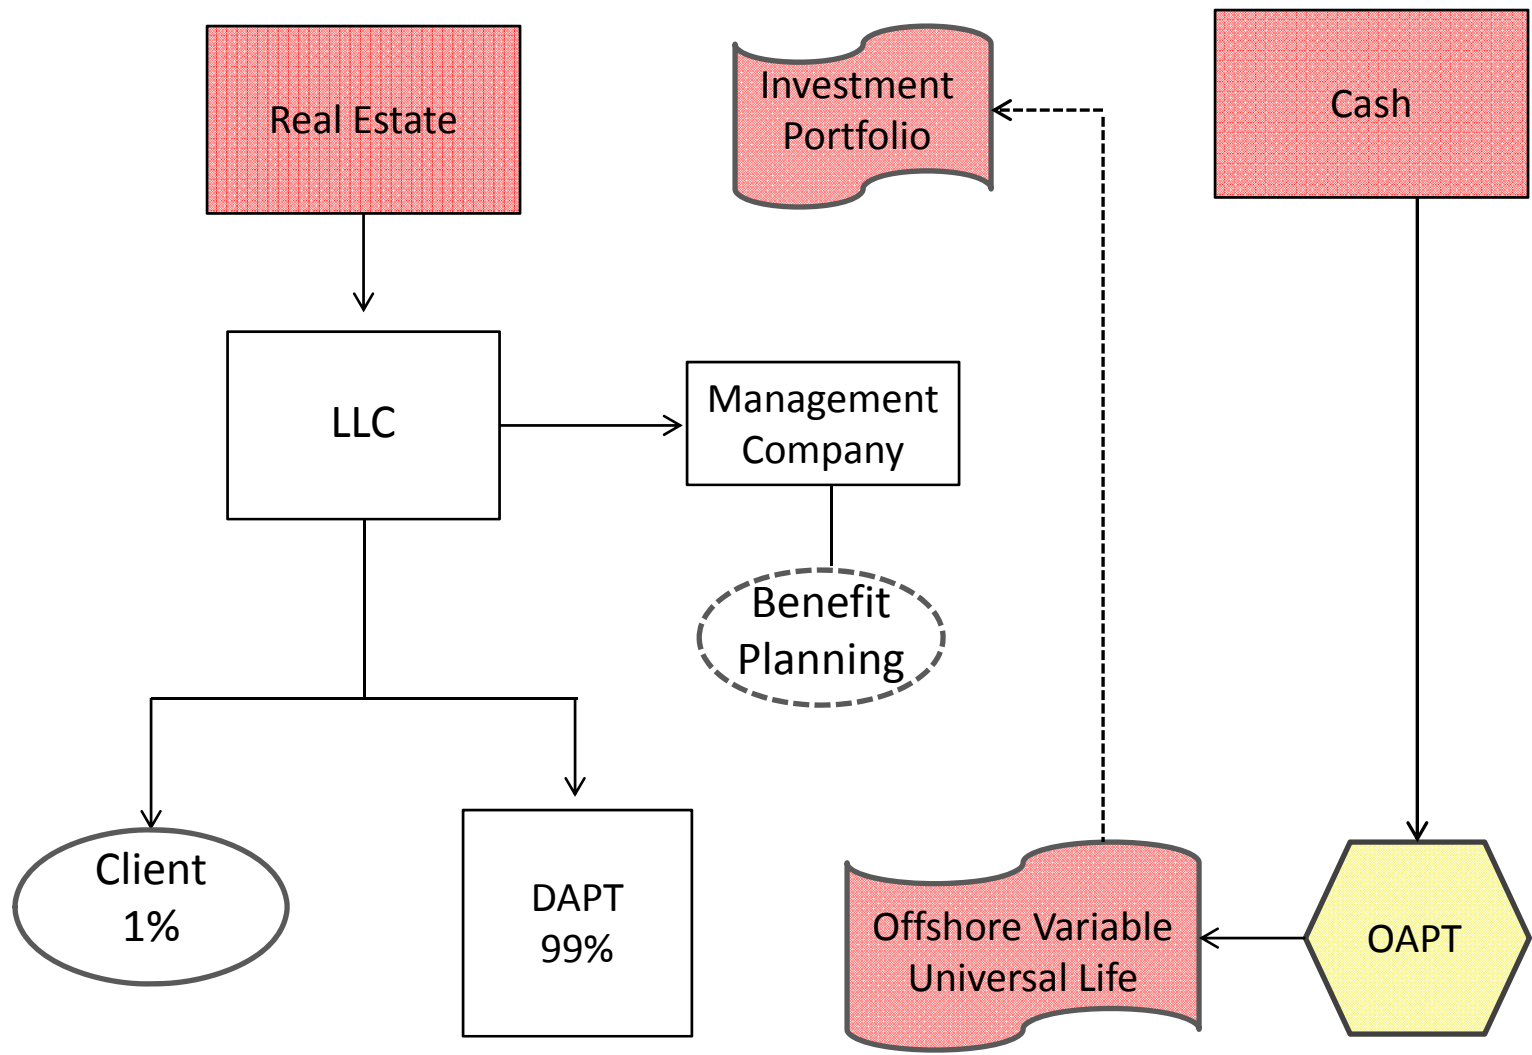 Real Estate
Investment
Portfolio
Cash
LLC
Management
Company
Benefit
Planning
Client
1%
DAPT
99%
Offshore Variable
Universal Life
OAPT